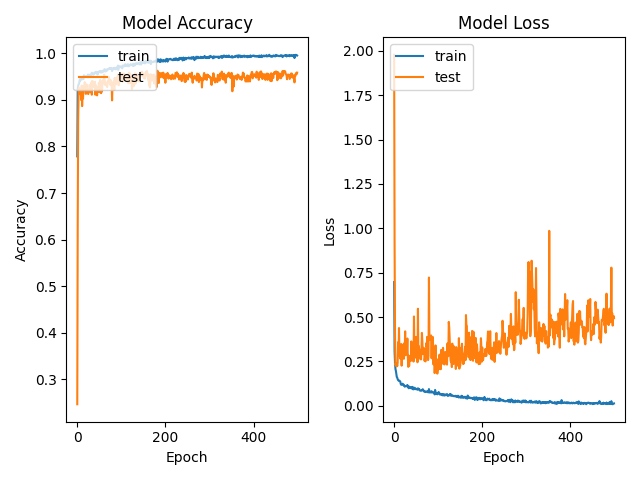 Model Accuracy
train
test
1.0
0.9
0.8
0.7
0.6
0.5
0.4
0.3
Accuracy
0
200
400
Epoch
Model Loss
train
test
2.00
1.75
1.50
1.25
1.00
0.75
0.50
0.25
0.00
Loss
0
200
400
Epoch